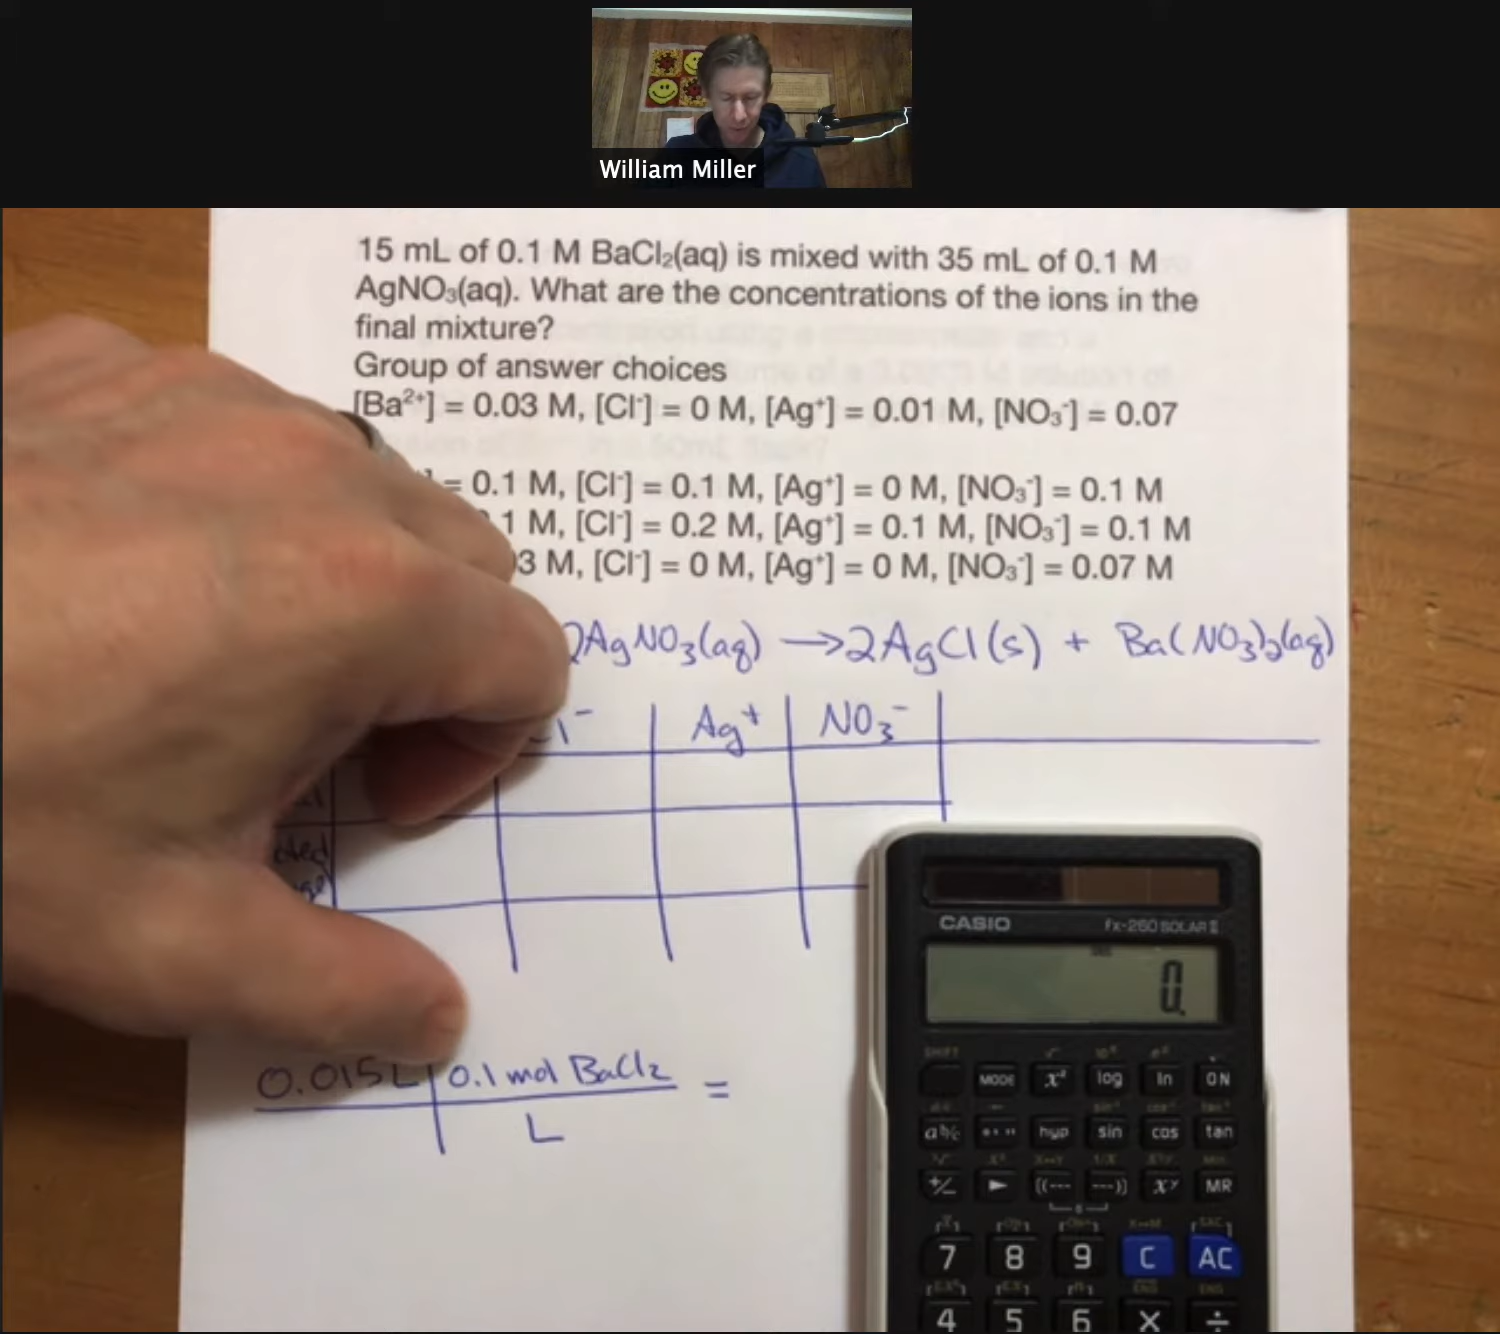 William Miller
15 mL of 0.1 M BaCl₂(aq) is mixed with 35 mL of 0.1 M
AgNO₃(aq). What are the concentrations of the ions in the
final mixture?
Group of answer choices
[Ba²⁺] = 0.03 M, [Cl⁻] = 0 M, [Ag⁺] = 0.01 M, [NO₃⁻] = 0.07
= 0.1 M, [Cl⁻] = 0.1 M, [Ag⁺] = 0 M, [NO₃⁻] = 0.1 M
1 M, [Cl⁻] = 0.2 M, [Ag⁺] = 0.1 M, [NO₃⁻] = 0.1 M
3 M, [Cl⁻] = 0 M, [Ag⁺] = 0 M, [NO₃⁻] = 0.07 M
2AgNO₃(aq) → 2AgCl(s) + Ba(NO₃)₂(aq)
Ag⁺ NO₃⁻
CASIO fx-260 SOLAR II
0.
0.015L 0.1 mol BaCl₂ =
L
SHIFT
MODE x² log ln ON
a b/c hyp sin cos tan
+/- ► [(--- ---)] xʸ MR
7 8 9 C AC
4 5 6 × ÷